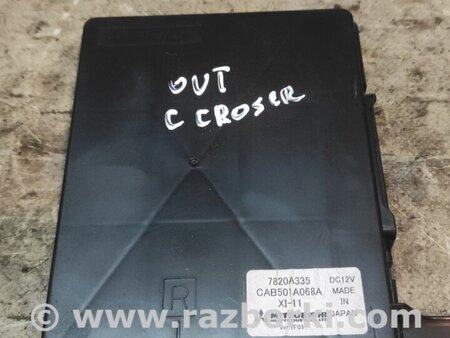 OUT
C CROSER
R
7820A335 DC12V
CAB501A068A MADE
XI-11 IN
JAPAN
www.razborki.com